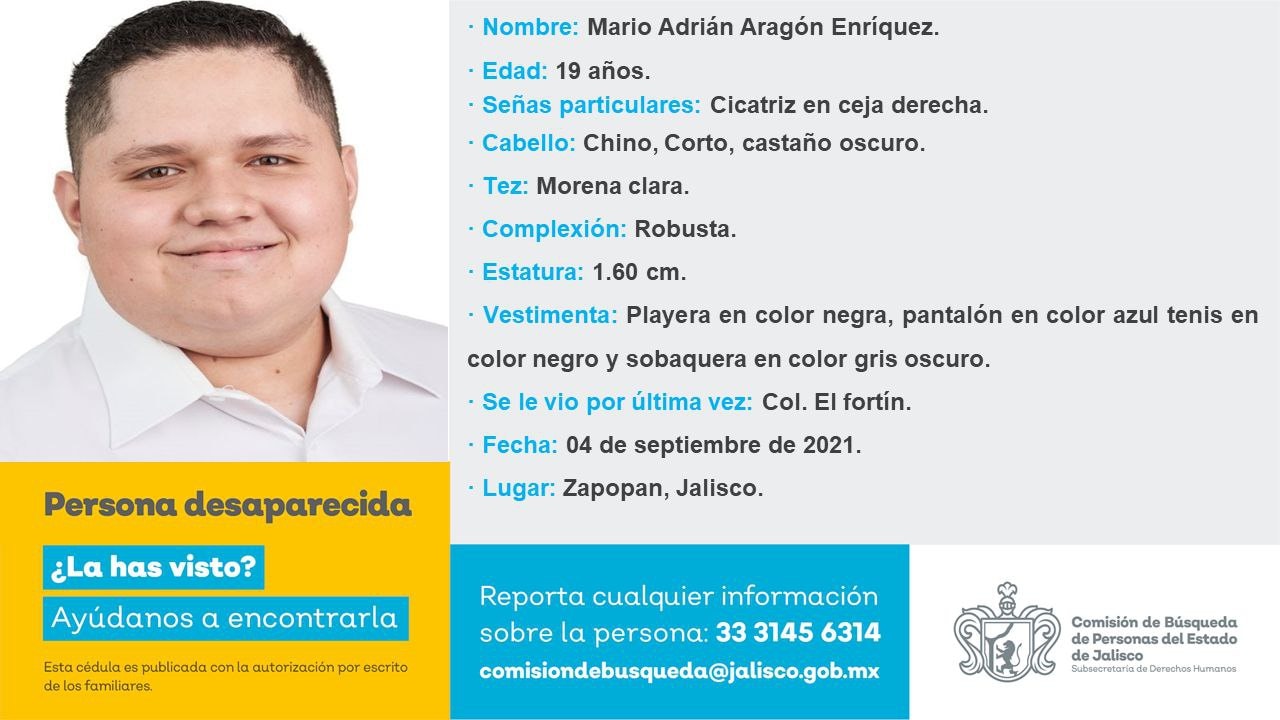 · Nombre: Mario Adrián Aragón Enríquez.
· Edad: 19 años.
· Señas particulares: Cicatriz en ceja derecha.
· Cabello: Chino, Corto, castaño oscuro.
· Tez: Morena clara.
· Complexión: Robusta.
· Estatura: 1.60 cm.
· Vestimenta: Playera en color negra, pantalón en color azul tenis en
color negro y sobaquera en color gris oscuro.
· Se le vio por última vez: Col. El fortín.
· Fecha: 04 de septiembre de 2021.
· Lugar: Zapopan, Jalisco.
Persona desaparecida
¿La has visto?
Ayúdanos a encontrarla
Esta cédula es publicada con la autorización por escrito
de los familiares.
Reporta cualquier información
sobre la persona: 33 3145 6314
comisiondebusqueda@jalisco.gob.mx
Comisión de Búsqueda
de Personas del Estado
de Jalisco
Subsecretaría de Derechos Humanos